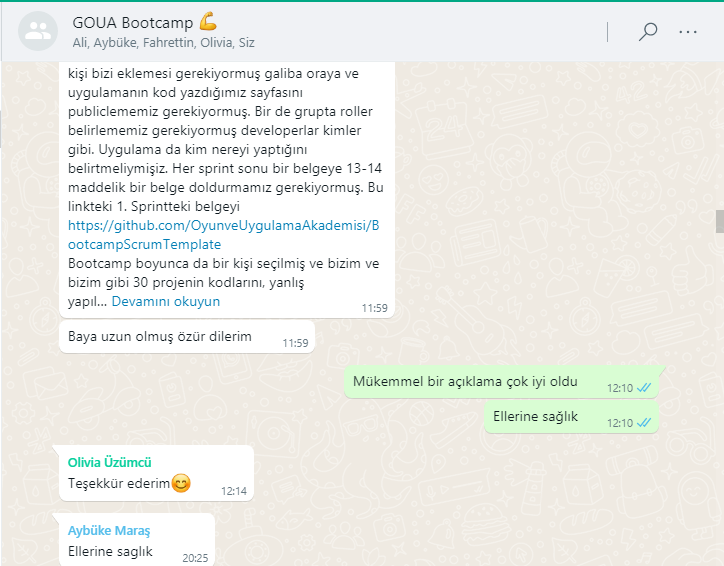 GOUA Bootcamp 💪
Ali, Aybüke, Fahrettin, Olivia, Siz
kişi bizi eklemesi gerekiyormuş galiba oraya ve
uygulamanın kod yazdığımız sayfasını
publiclememiz gerekiyormuş. Bir de grupta roller
belirlememiz gerekiyormuş developerlar kimler
gibi. Uygulama da kim nereyi yaptığını
belirtmeliymişiz. Her sprint sonu bir belgeye 13-14
maddelik bir belge doldurmamız gerekiyormuş. Bu
linkteki 1. Sprintteki belgeyi
https://github.com/OyunveUygulamaAkademisi/B
ootcampScrumTemplate
Bootcamp boyunca da bir kişi seçilmiş ve bizim ve
bizim gibi 30 projenin kodlarını, yanlış
yapıl... Devamını okuyun
11:59
Baya uzun olmuş özür dilerim
11:59
Mükemmel bir açıklama çok iyi oldu
12:10
Ellerine sağlık
12:10
Olivia Üzümcü
Teşekkür ederim😊
12:14
Aybüke Maraş
Ellerine saglık
20:25